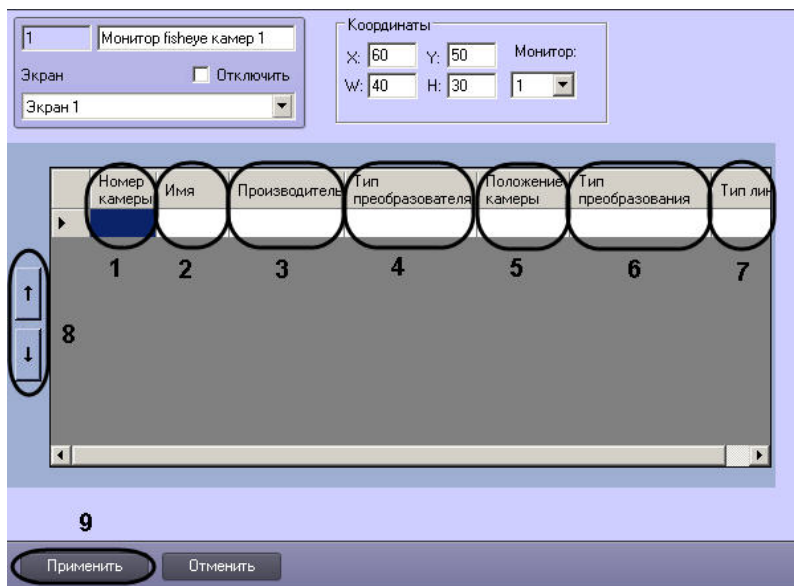 1 Монитор fisheye камер 1
Экран Отключить
Экран 1
Координаты
X: 60 Y: 50 Монитор:
W: 40 H: 30 1
Номер камеры Имя Производитель Тип преобразователя Положение камеры Тип преобразования Тип лин
1 2 3 4 5 6 7
8
9
Применить Отменить